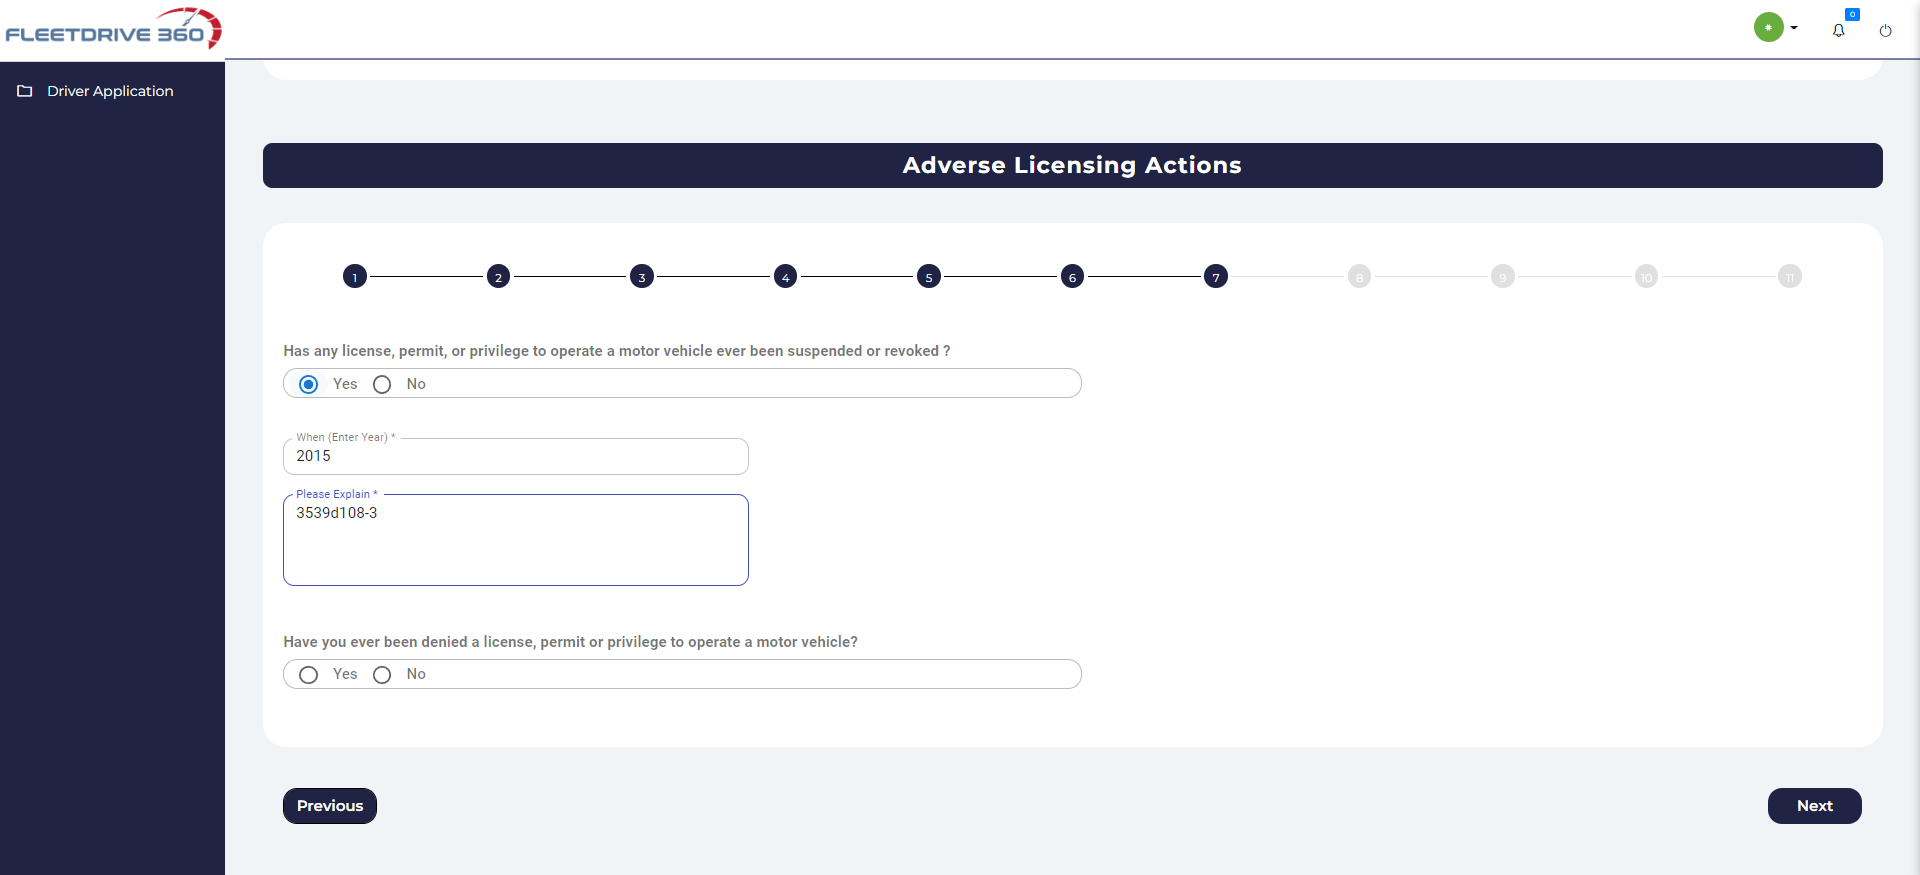 FLEETDRIVE 360
0
Driver Application
Adverse Licensing Actions
1 2 3 4 5 6 7 8 9 10 11
Has any license, permit, or privilege to operate a motor vehicle ever been suspended or revoked ?
Yes No
When (Enter Year) *
2015
Please Explain *
3539d108-3
Have you ever been denied a license, permit or privilege to operate a motor vehicle?
Yes No
Previous Next